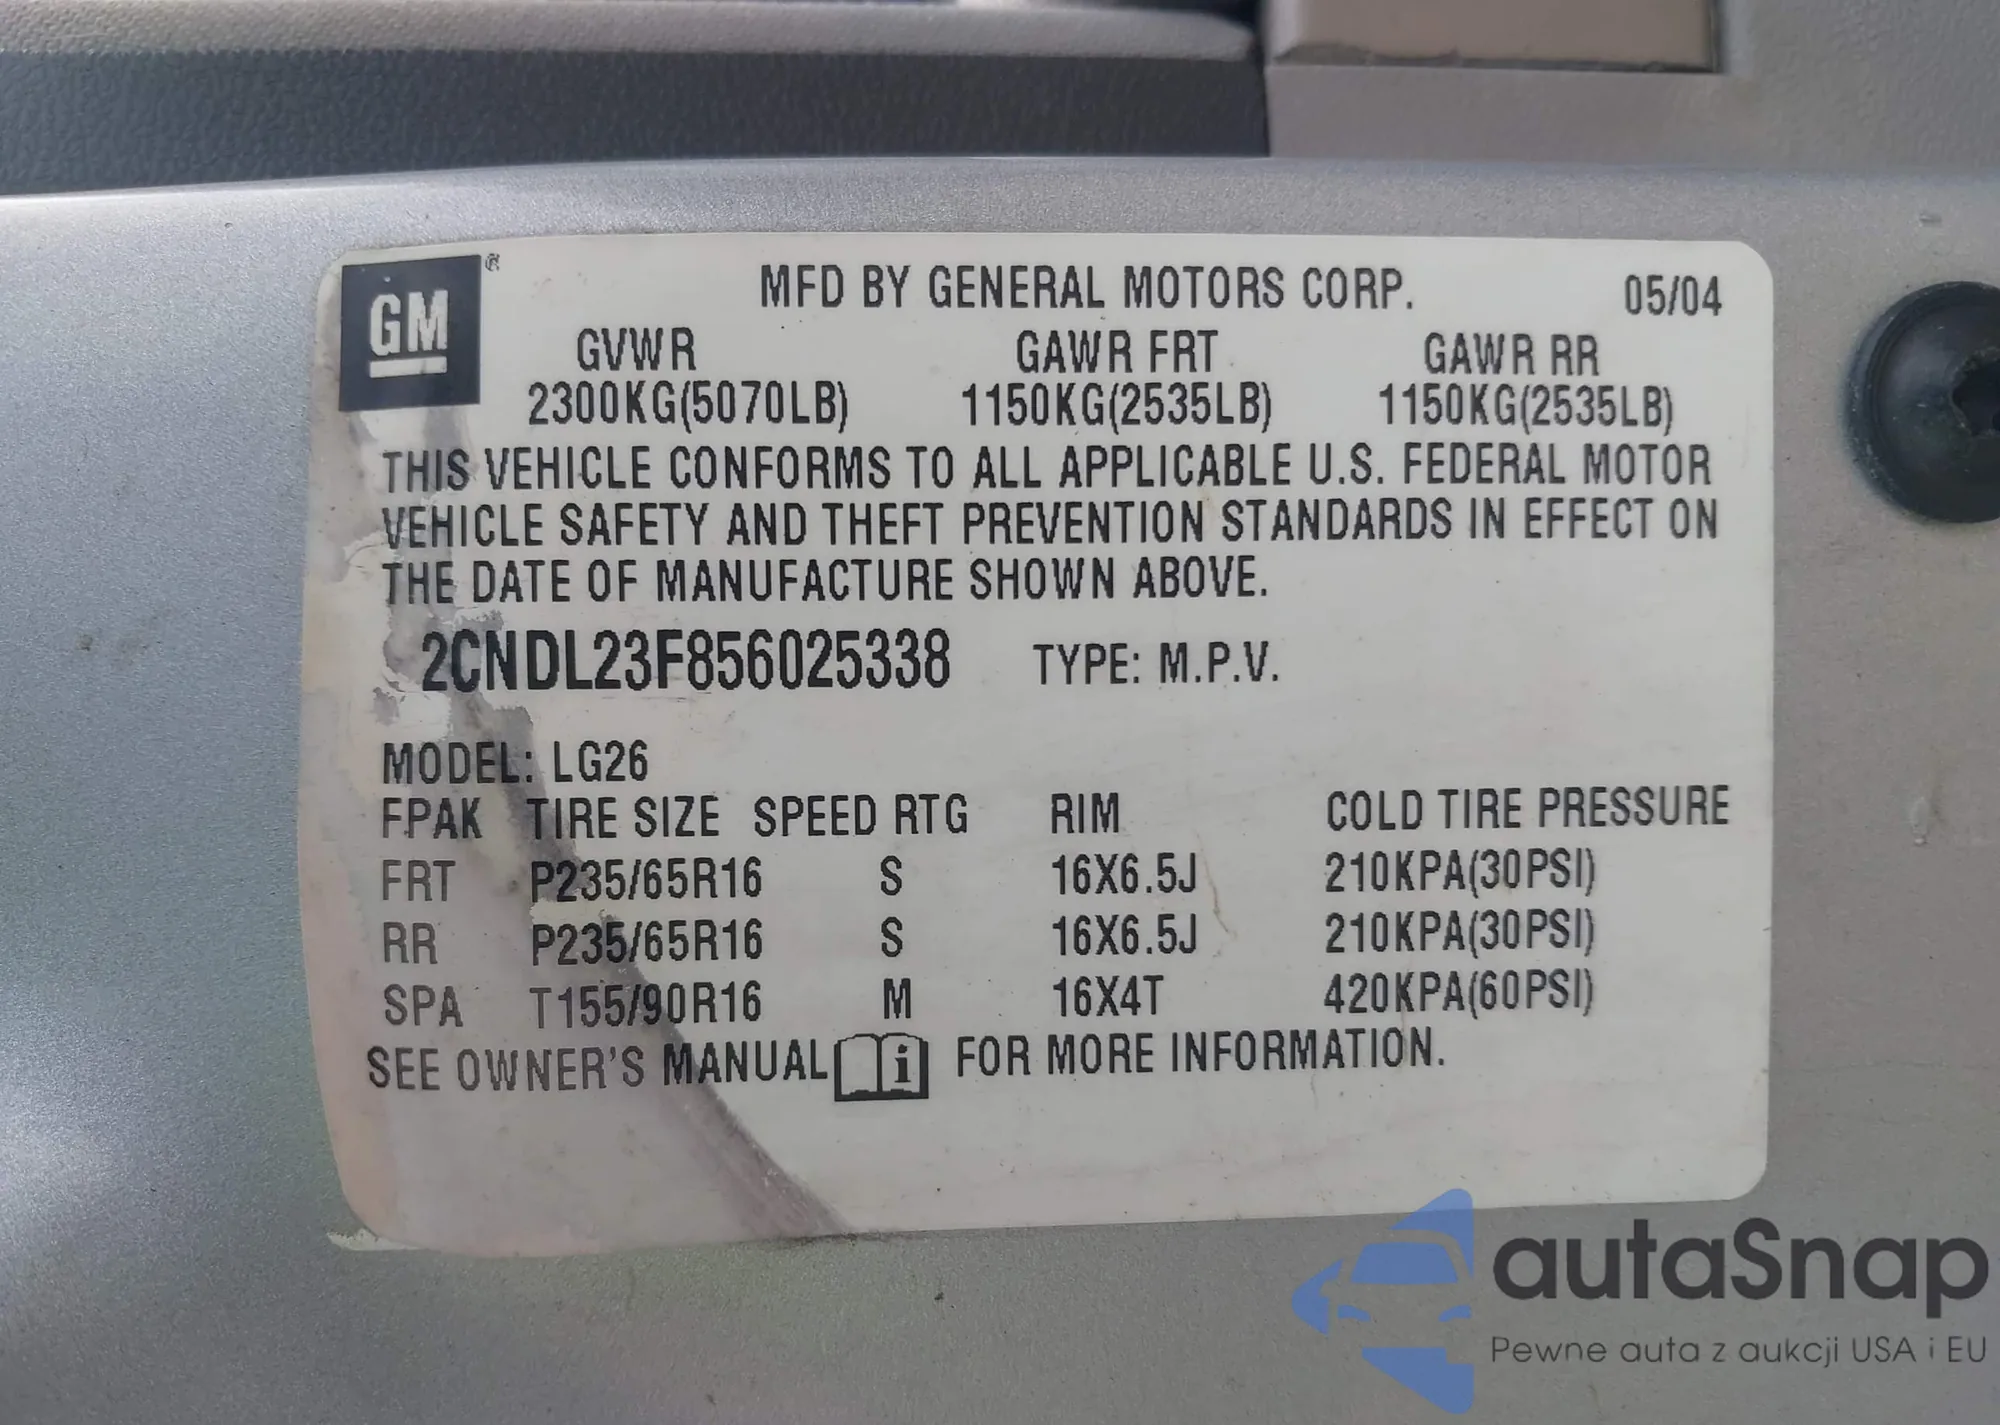 GM ®
MFD BY GENERAL MOTORS CORP. 05/04
GVWR GAWR FRT GAWR RR
2300KG(5070LB) 1150KG(2535LB) 1150KG(2535LB)
THIS VEHICLE CONFORMS TO ALL APPLICABLE U.S. FEDERAL MOTOR
VEHICLE SAFETY AND THEFT PREVENTION STANDARDS IN EFFECT ON
THE DATE OF MANUFACTURE SHOWN ABOVE.
2CNDL23F856025338 TYPE: M.P.V.
MODEL: LG26
FPAK TIRE SIZE SPEED RTG RIM COLD TIRE PRESSURE
FRT P235/65R16 S 16X6.5J 210KPA(30PSI)
RR P235/65R16 S 16X6.5J 210KPA(30PSI)
SPA T155/90R16 M 16X4T 420KPA(60PSI)
SEE OWNER'S MANUAL i FOR MORE INFORMATION.
autaSnap
Pewne auta z aukcji USA i EU